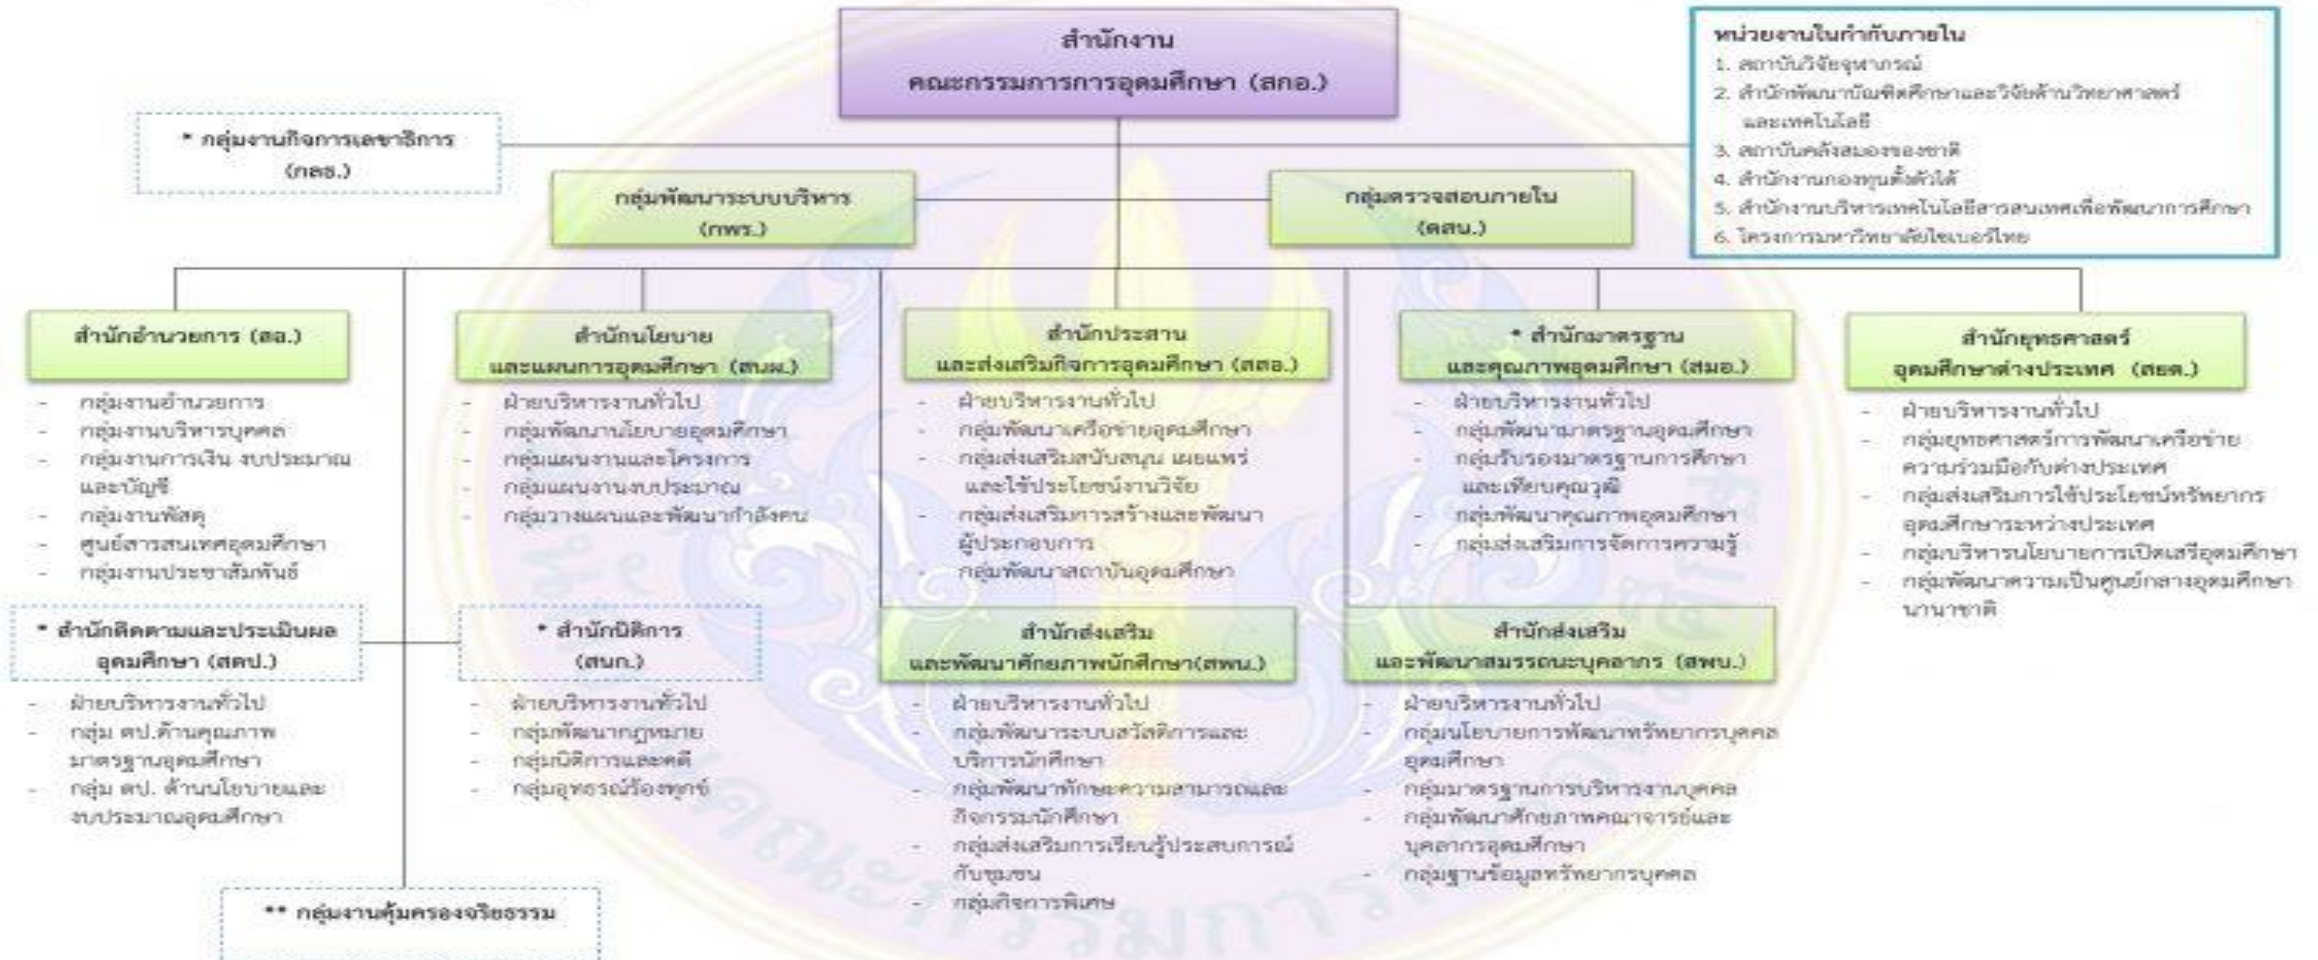 สำนักงาน
คณะกรรมการการอุดมศึกษา (สกอ.)
หน่วยงานในกำกับภายใน
1. สถาบันวิจัยจุฬาภรณ์
2. สำนักพัฒนาบัณฑิตศึกษาและวิจัยด้านวิทยาศาสตร์
และเทคโนโลยี
3. สถาบันคลังสมองของชาติ
4. สำนักงานกองทุนตั้งตัวได้
5. สำนักงานบริหารเทคโนโลยีสารสนเทศเพื่อพัฒนาการศึกษา
6. โครงการมหาวิทยาลัยไซเบอร์ไทย
* กลุ่มงานกิจการเลขาธิการ
(กลธ.)
กลุ่มพัฒนาระบบบริหาร
(กพร.)
กลุ่มตรวจสอบภายใน
(ตสน.)
สำนักอำนวยการ (สอ.)
- กลุ่มงานอำนวยการ
- กลุ่มงานบริหารบุคคล
- กลุ่มงานการเงิน งบประมาณ
และบัญชี
- กลุ่มงานพัสดุ
- ศูนย์สารสนเทศอุดมศึกษา
- กลุ่มงานประชาสัมพันธ์
สำนักนโยบาย
และแผนการอุดมศึกษา (สนผ.)
- ฝ่ายบริหารงานทั่วไป
- กลุ่มพัฒนานโยบายอุดมศึกษา
- กลุ่มแผนงานและโครงการ
- กลุ่มแผนงานงบประมาณ
- กลุ่มวางแผนและพัฒนากำลังคน
สำนักประสาน
และส่งเสริมกิจการอุดมศึกษา (สสอ.)
- ฝ่ายบริหารงานทั่วไป
- กลุ่มพัฒนาเครือข่ายอุดมศึกษา
- กลุ่มส่งเสริมสนับสนุน เผยแพร่
และใช้ประโยชน์งานวิจัย
- กลุ่มส่งเสริมการสร้างและพัฒนา
ผู้ประกอบการ
- กลุ่มพัฒนาสถาบันอุดมศึกษา
* สำนักมาตรฐาน
และคุณภาพอุดมศึกษา (สมอ.)
- ฝ่ายบริหารงานทั่วไป
- กลุ่มพัฒนามาตรฐานอุดมศึกษา
- กลุ่มรับรองมาตรฐานการศึกษา
และเทียบคุณวุฒิ
- กลุ่มพัฒนาคุณภาพอุดมศึกษา
- กลุ่มส่งเสริมการจัดการความรู้
สำนักยุทธศาสตร์
อุดมศึกษาต่างประเทศ (สยต.)
- ฝ่ายบริหารงานทั่วไป
- กลุ่มยุทธศาสตร์การพัฒนาเครือข่าย
ความร่วมมือกับต่างประเทศ
- กลุ่มส่งเสริมการใช้ประโยชน์ทรัพยากร
อุดมศึกษาระหว่างประเทศ
- กลุ่มบริหารนโยบายการเปิดเสรีอุดมศึกษา
- กลุ่มพัฒนาความเป็นศูนย์กลางอุดมศึกษา
นานาชาติ
* สำนักติดตามและประเมินผล
อุดมศึกษา (สตป.)
- ฝ่ายบริหารงานทั่วไป
- กลุ่ม ตป.ด้านคุณภาพ
มาตรฐานอุดมศึกษา
- กลุ่ม ตป. ด้านนโยบายและ
งบประมาณอุดมศึกษา
* สำนักนิติการ
(สนก.)
- ฝ่ายบริหารงานทั่วไป
- กลุ่มพัฒนากฎหมาย
- กลุ่มนิติการและคดี
- กลุ่มอุทธรณ์ร้องทุกข์
สำนักส่งเสริม
และพัฒนาศักยภาพนักศึกษา(สพน.)
- ฝ่ายบริหารงานทั่วไป
- กลุ่มพัฒนาระบบสวัสดิการและ
บริการนักศึกษา
- กลุ่มพัฒนาทักษะความสามารถและ
กิจกรรมนักศึกษา
- กลุ่มส่งเสริมการเรียนรู้ประสบการณ์
กับชุมชน
- กลุ่มกิจการพิเศษ
สำนักส่งเสริม
และพัฒนาสมรรถนะบุคลากร (สพบ.)
- ฝ่ายบริหารงานทั่วไป
- กลุ่มนโยบายการพัฒนาทรัพยากรบุคคล
อุดมศึกษา
- กลุ่มมาตรฐานการบริหารงานบุคคล
- กลุ่มพัฒนาศักยภาพคณาจารย์และ
บุคลากรอุดมศึกษา
- กลุ่มฐานข้อมูลทรัพยากรบุคคล
** กลุ่มงานคุ้มครองจริยธรรม